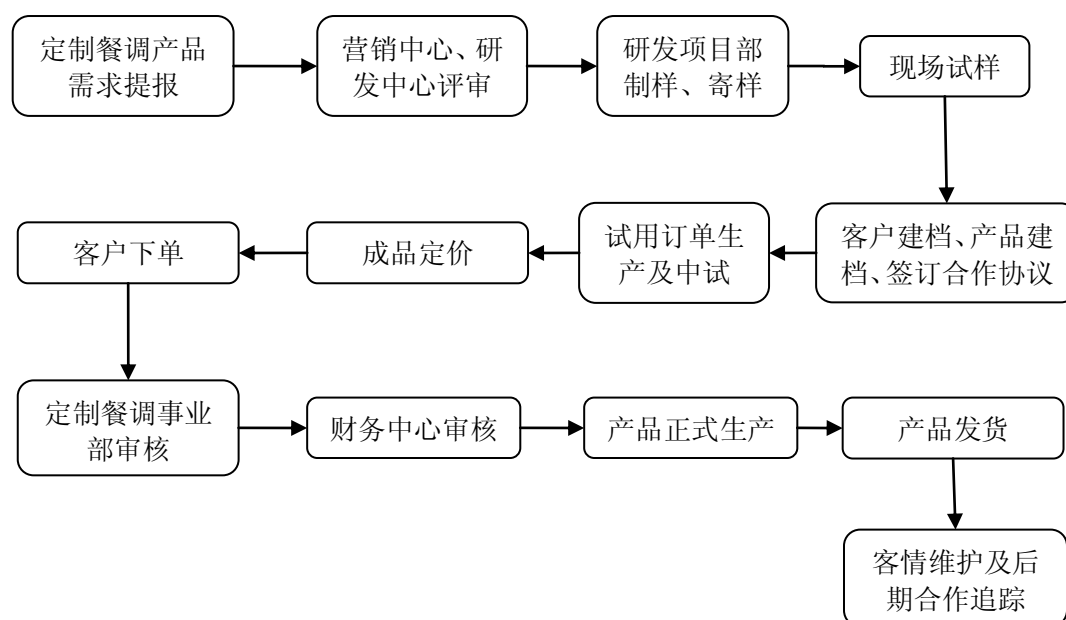 定制餐调产品
需求提报
营销中心、研
发中心评审
研发项目部
制样、寄样
现场试样
客户建档、产品建
档、签订合作协议
试用订单生
产及中试
成品定价
客户下单
定制餐调事业
部审核
财务中心审核
产品正式生产
产品发货
客情维护及后
期合作追踪